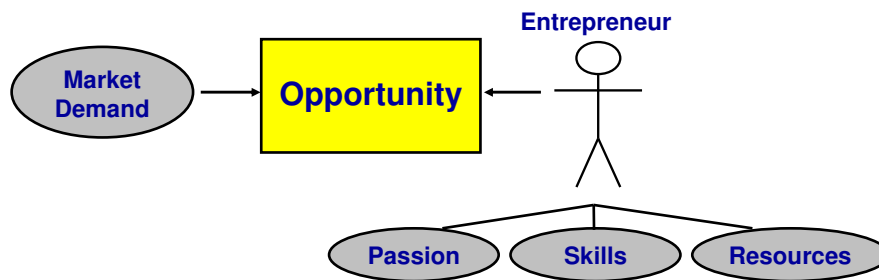 Entrepreneur
Market
Demand
Opportunity
Passion
Skills
Resources